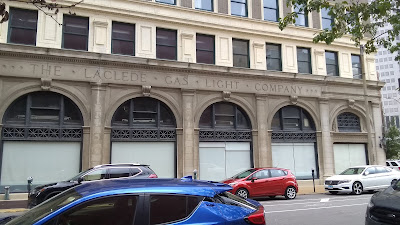 THE LACLEDE GAS LIGHT COMPANY